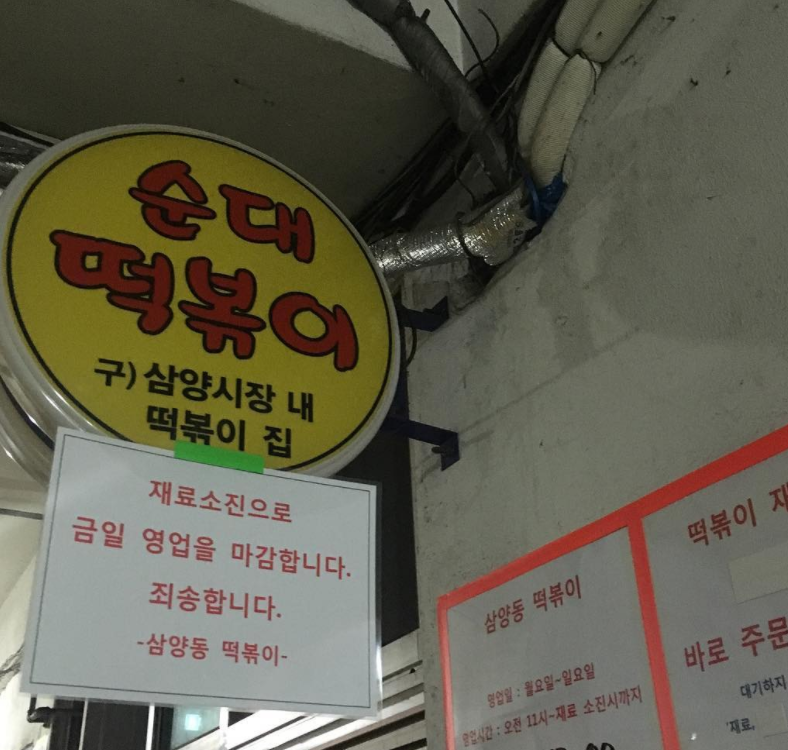 순대
떡볶이
구) 삼양시장 내
떡볶이 집
재료소진으로
금일 영업을 마감합니다.
죄송합니다.
-삼양동 떡볶이-
삼양동 떡볶이
영업일 : 월요일~일요일
영업시간 : 오전 11시~재료 소진시까지
떡볶이 재
바로 주문
대기하지
'재료,